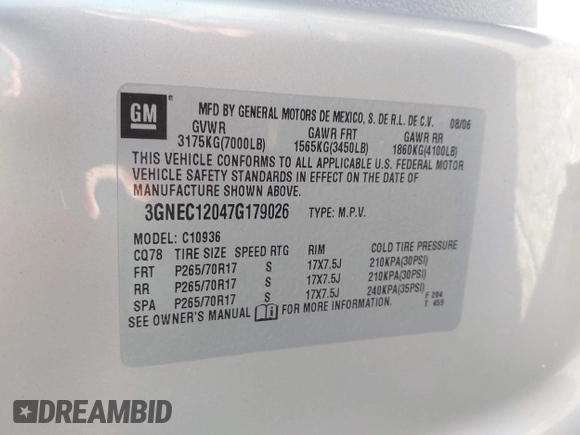 GM ® MFD BY GENERAL MOTORS DE MEXICO, S. DE R.L. DE C.V. 08/06
GVWR GAWR FRT GAWR RR
3175KG(7000LB) 1565KG(3450LB) 1860KG(4100LB)
THIS VEHICLE CONFORMS TO ALL APPLICABLE U.S. FEDERAL MOTOR
VEHICLE SAFETY STANDARDS IN EFFECT ON THE DATE OF
MANUFACTURE SHOWN ABOVE.
3GNEC12047G179026 TYPE: M.P.V.
MODEL: C10936
CQ78 TIRE SIZE SPEED RTG RIM COLD TIRE PRESSURE
FRT P265/70R17 S 17X7.5J 210KPA(30PSI)
RR P265/70R17 S 17X7.5J 210KPA(30PSI)
SPA P265/70R17 S 17X7.5J 240KPA(35PSI)
SEE OWNER'S MANUAL i FOR MORE INFORMATION. F 204
T 459
DREAMBID